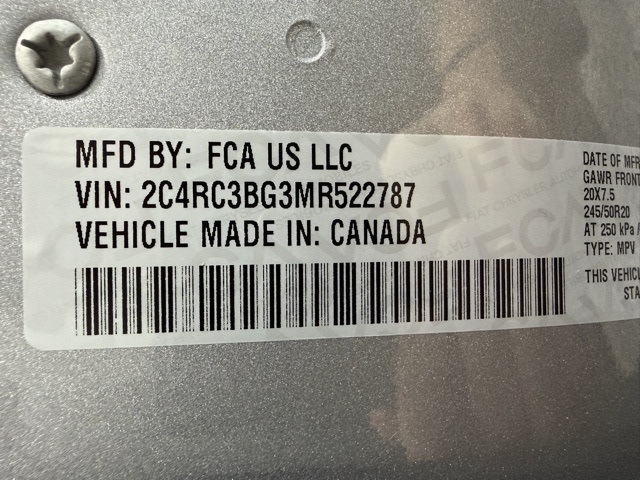 MFD BY: FCA US LLC
VIN: 2C4RC3BG3MR522787
VEHICLE MADE IN: CANADA
DATE OF MFR
GAWR FRONT
20X7.5
245/50R20
AT 250 kPa /
TYPE: MPV
THIS VEHICL
STA